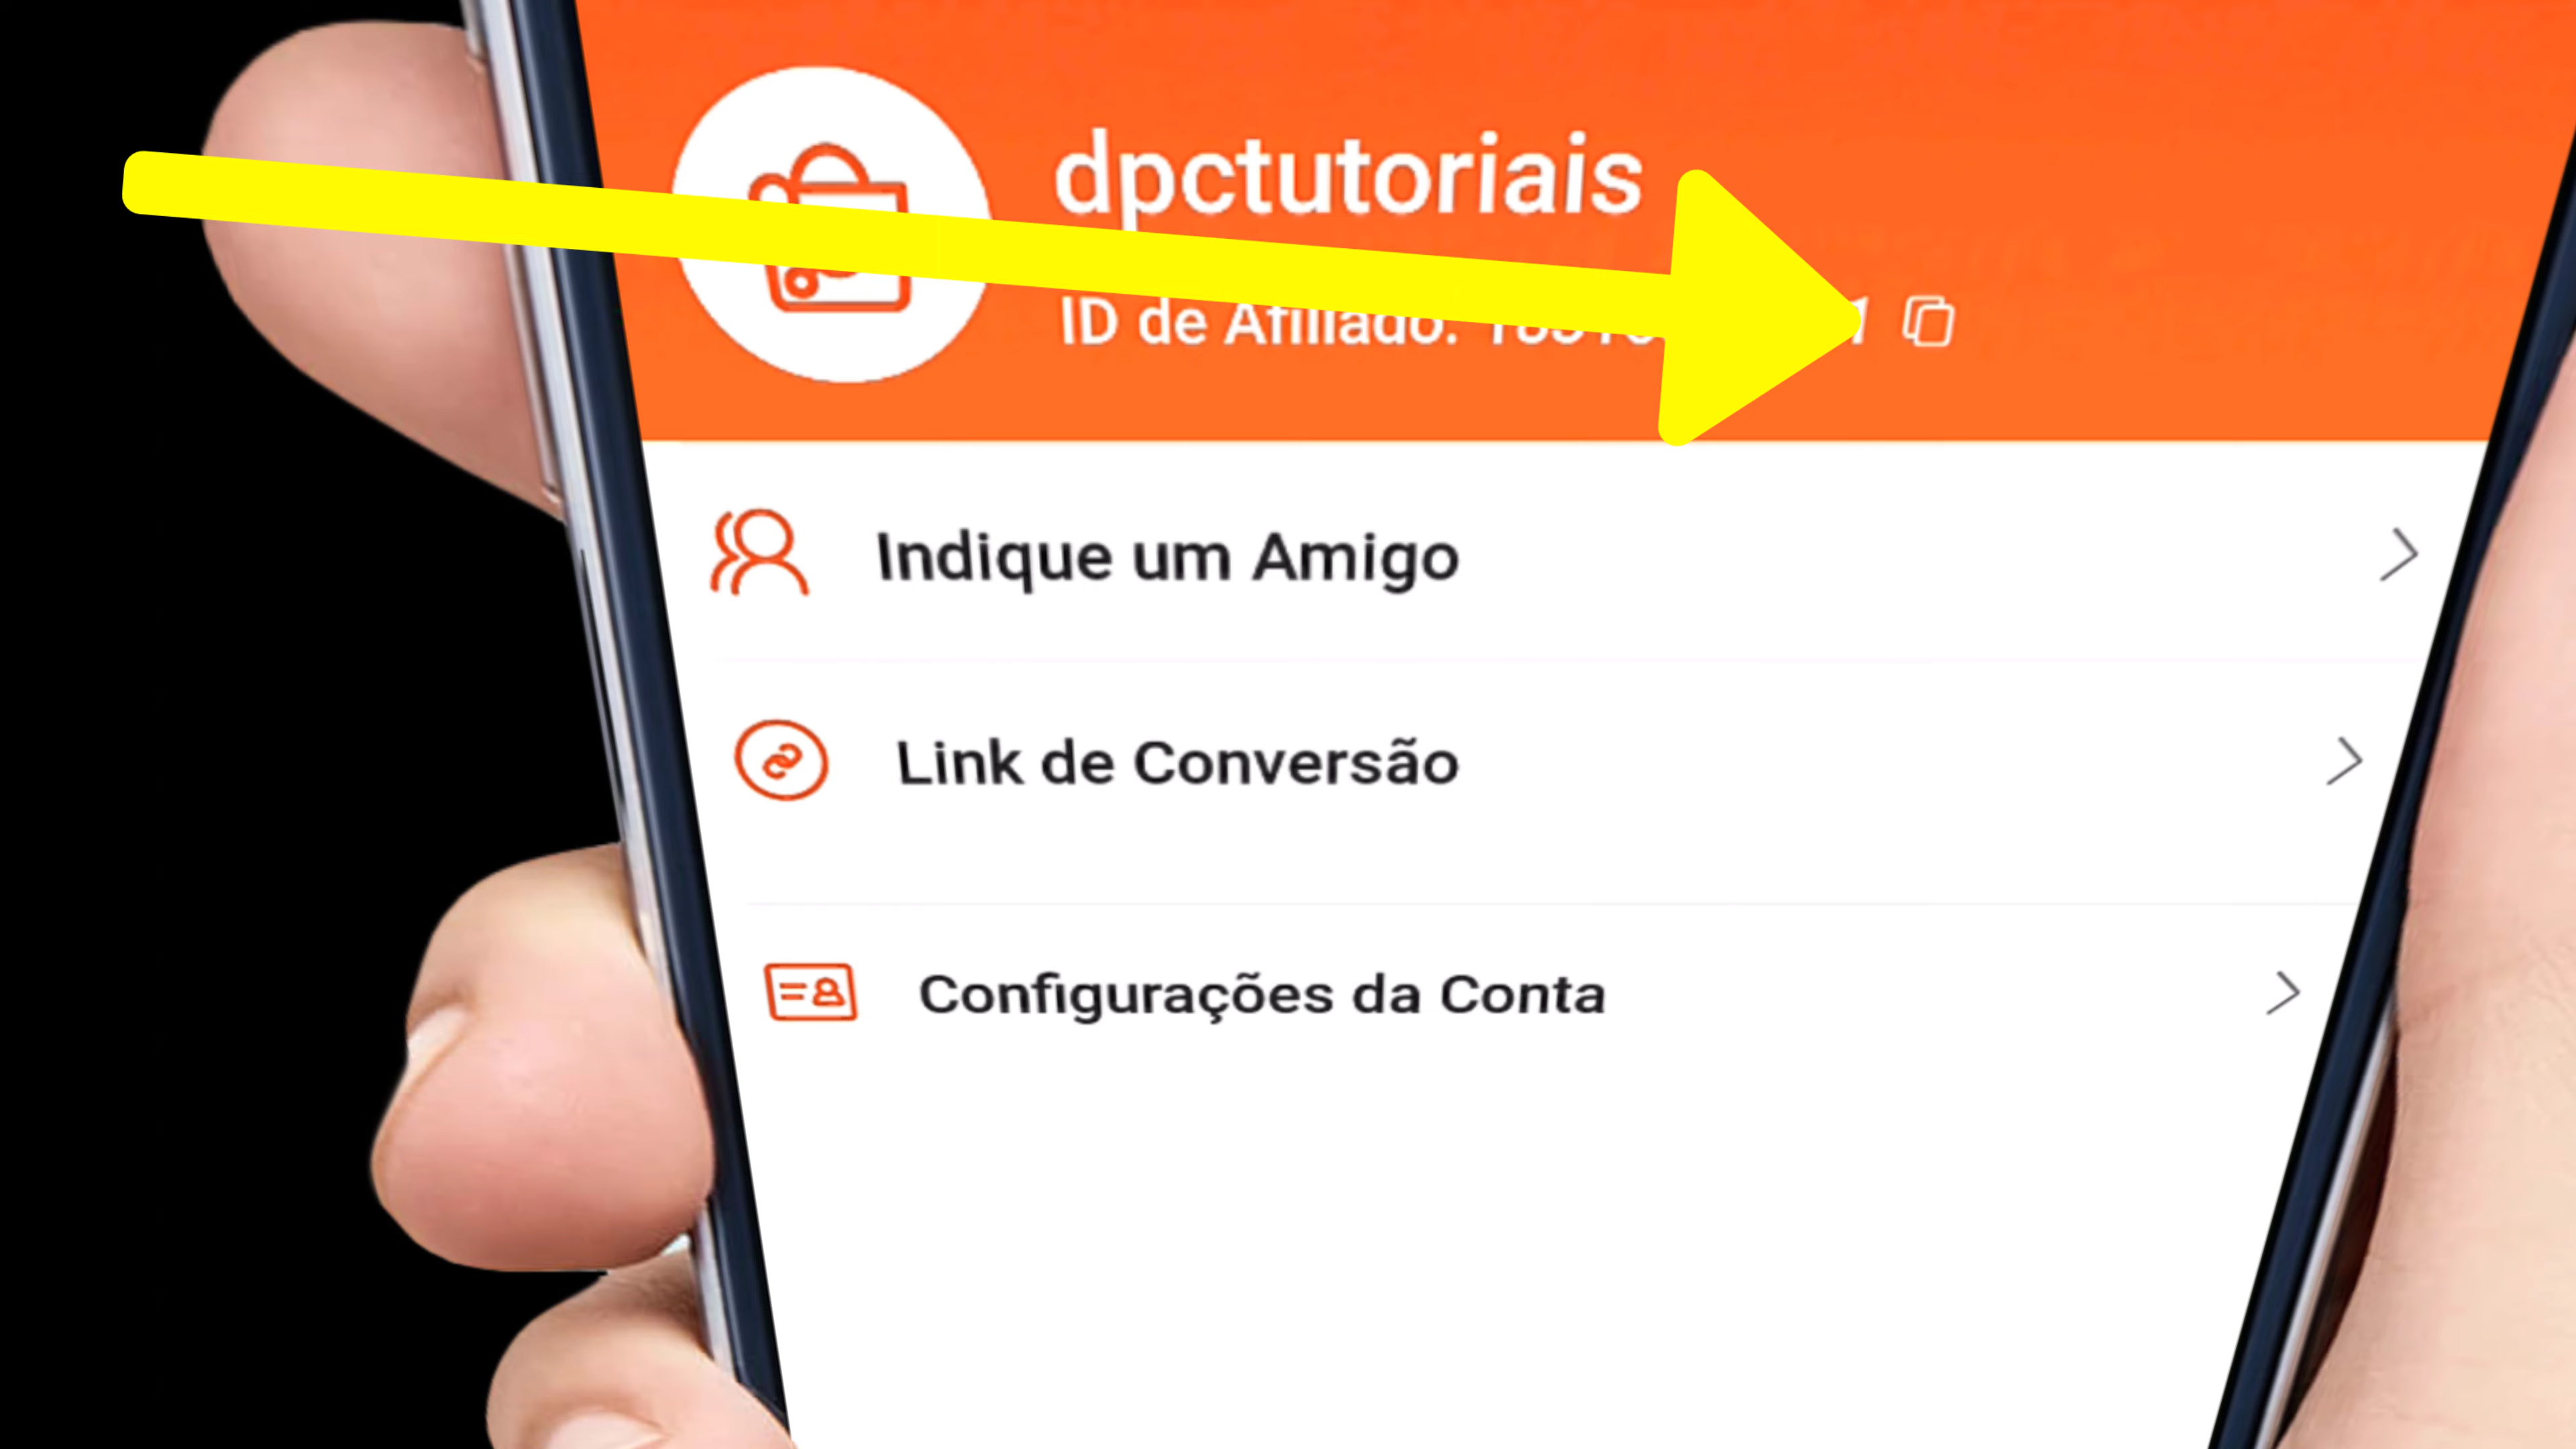 dpctutoriais
ID de Afiliado:
Indique um Amigo
Link de Conversão
Configurações da Conta